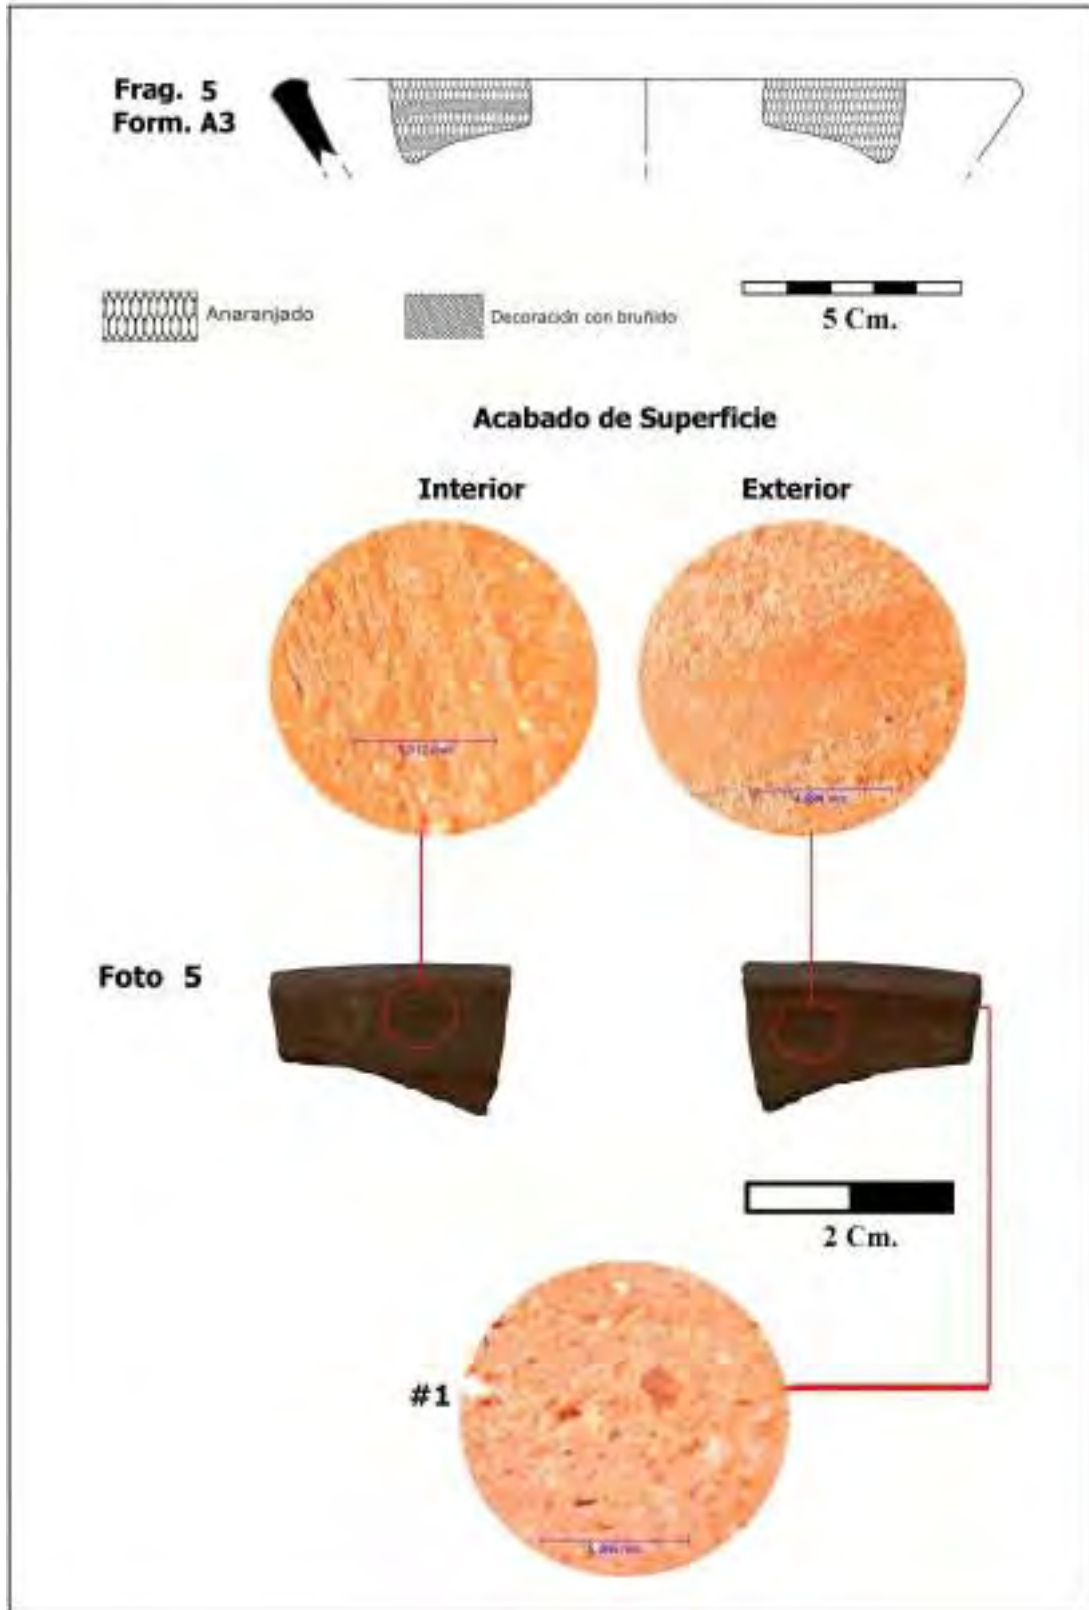 Frag. 5
Form. A3
Anaranjado
Decoración con bruñido
5 Cm.
Acabado de Superficie
Interior
Exterior
Foto 5
2 Cm.
#1